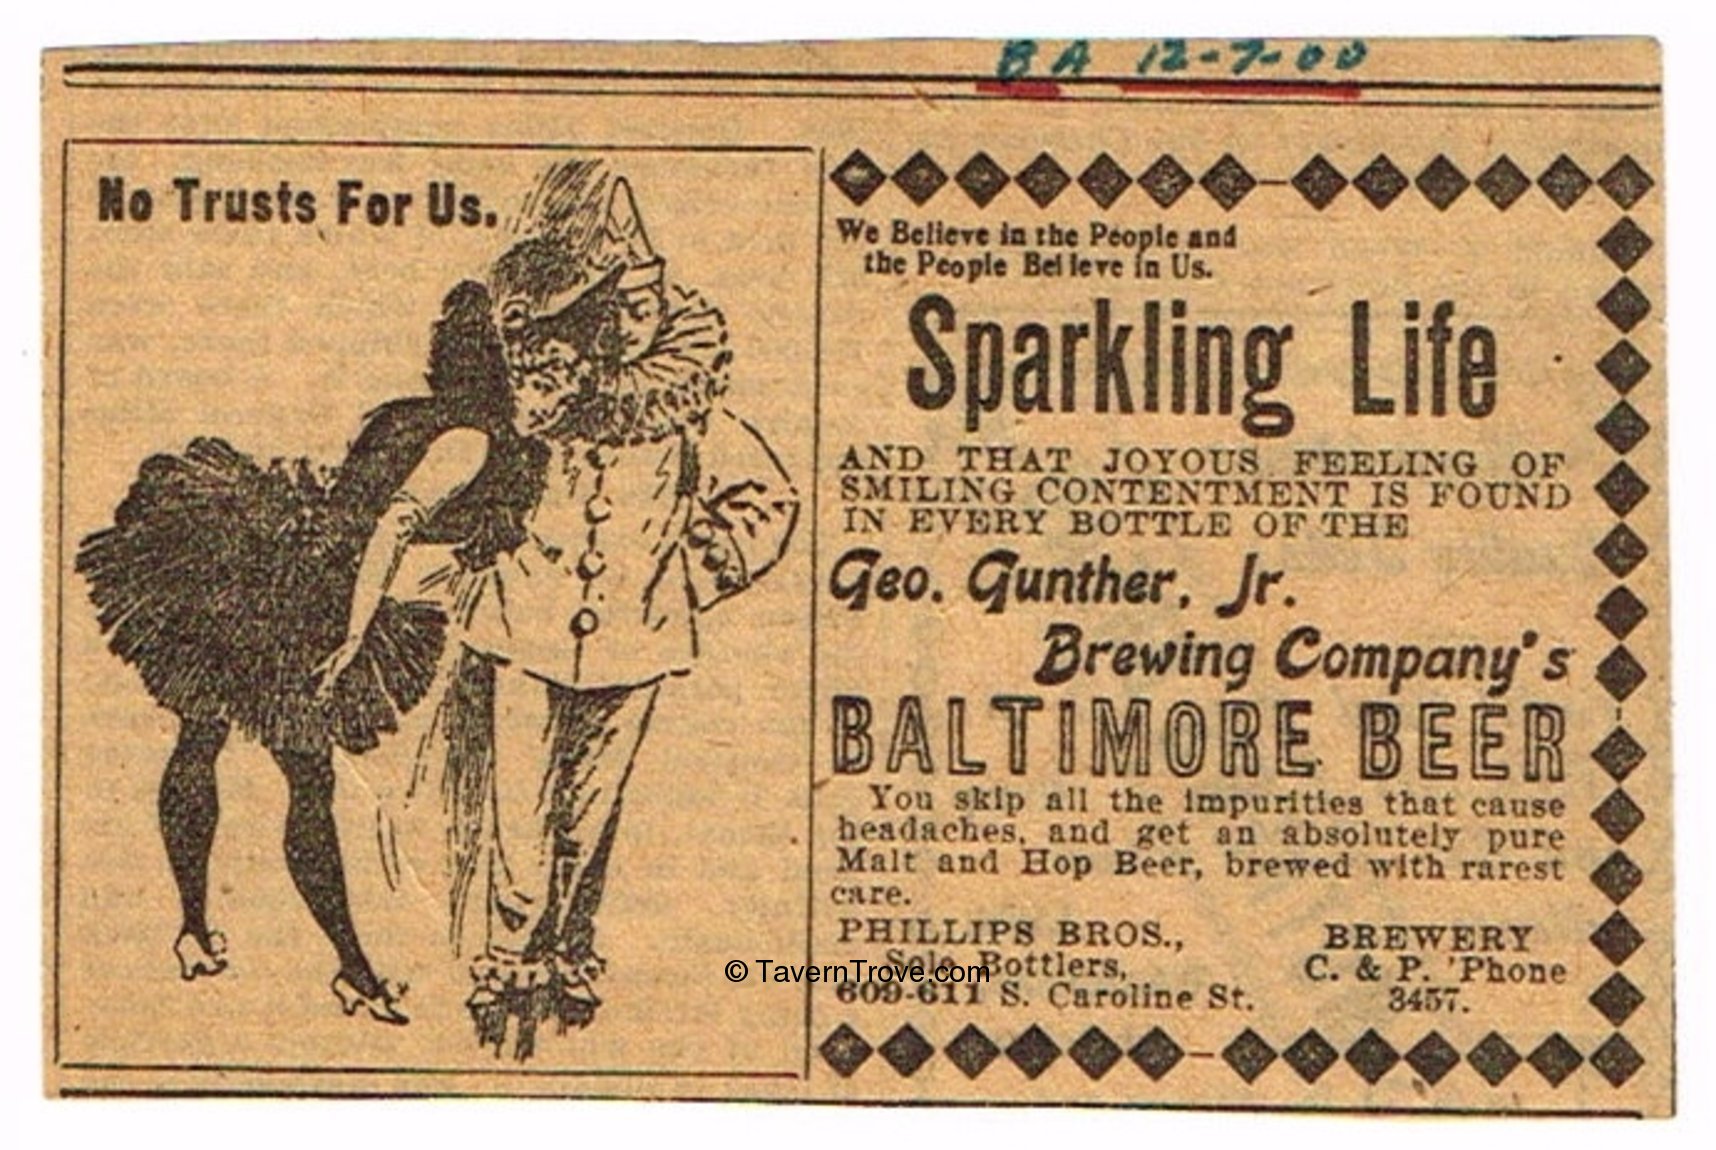 BA 12-7-00
No Trusts For Us.
We Believe in the People and
the People Believe in Us.
Sparkling Life
AND THAT JOYOUS FEELING OF
SMILING CONTENTMENT IS FOUND
IN EVERY BOTTLE OF THE
Geo. Gunther, Jr.
Brewing Company's
BALTIMORE BEER
You skip all the impurities that cause
headaches, and get an absolutely pure
Malt and Hop Beer, brewed with rarest
care.
PHILLIPS BROS.,
Sole Bottlers,
609-611 S. Caroline St.
BREWERY
C. & P. 'Phone
3457.
© TavernTrove.com